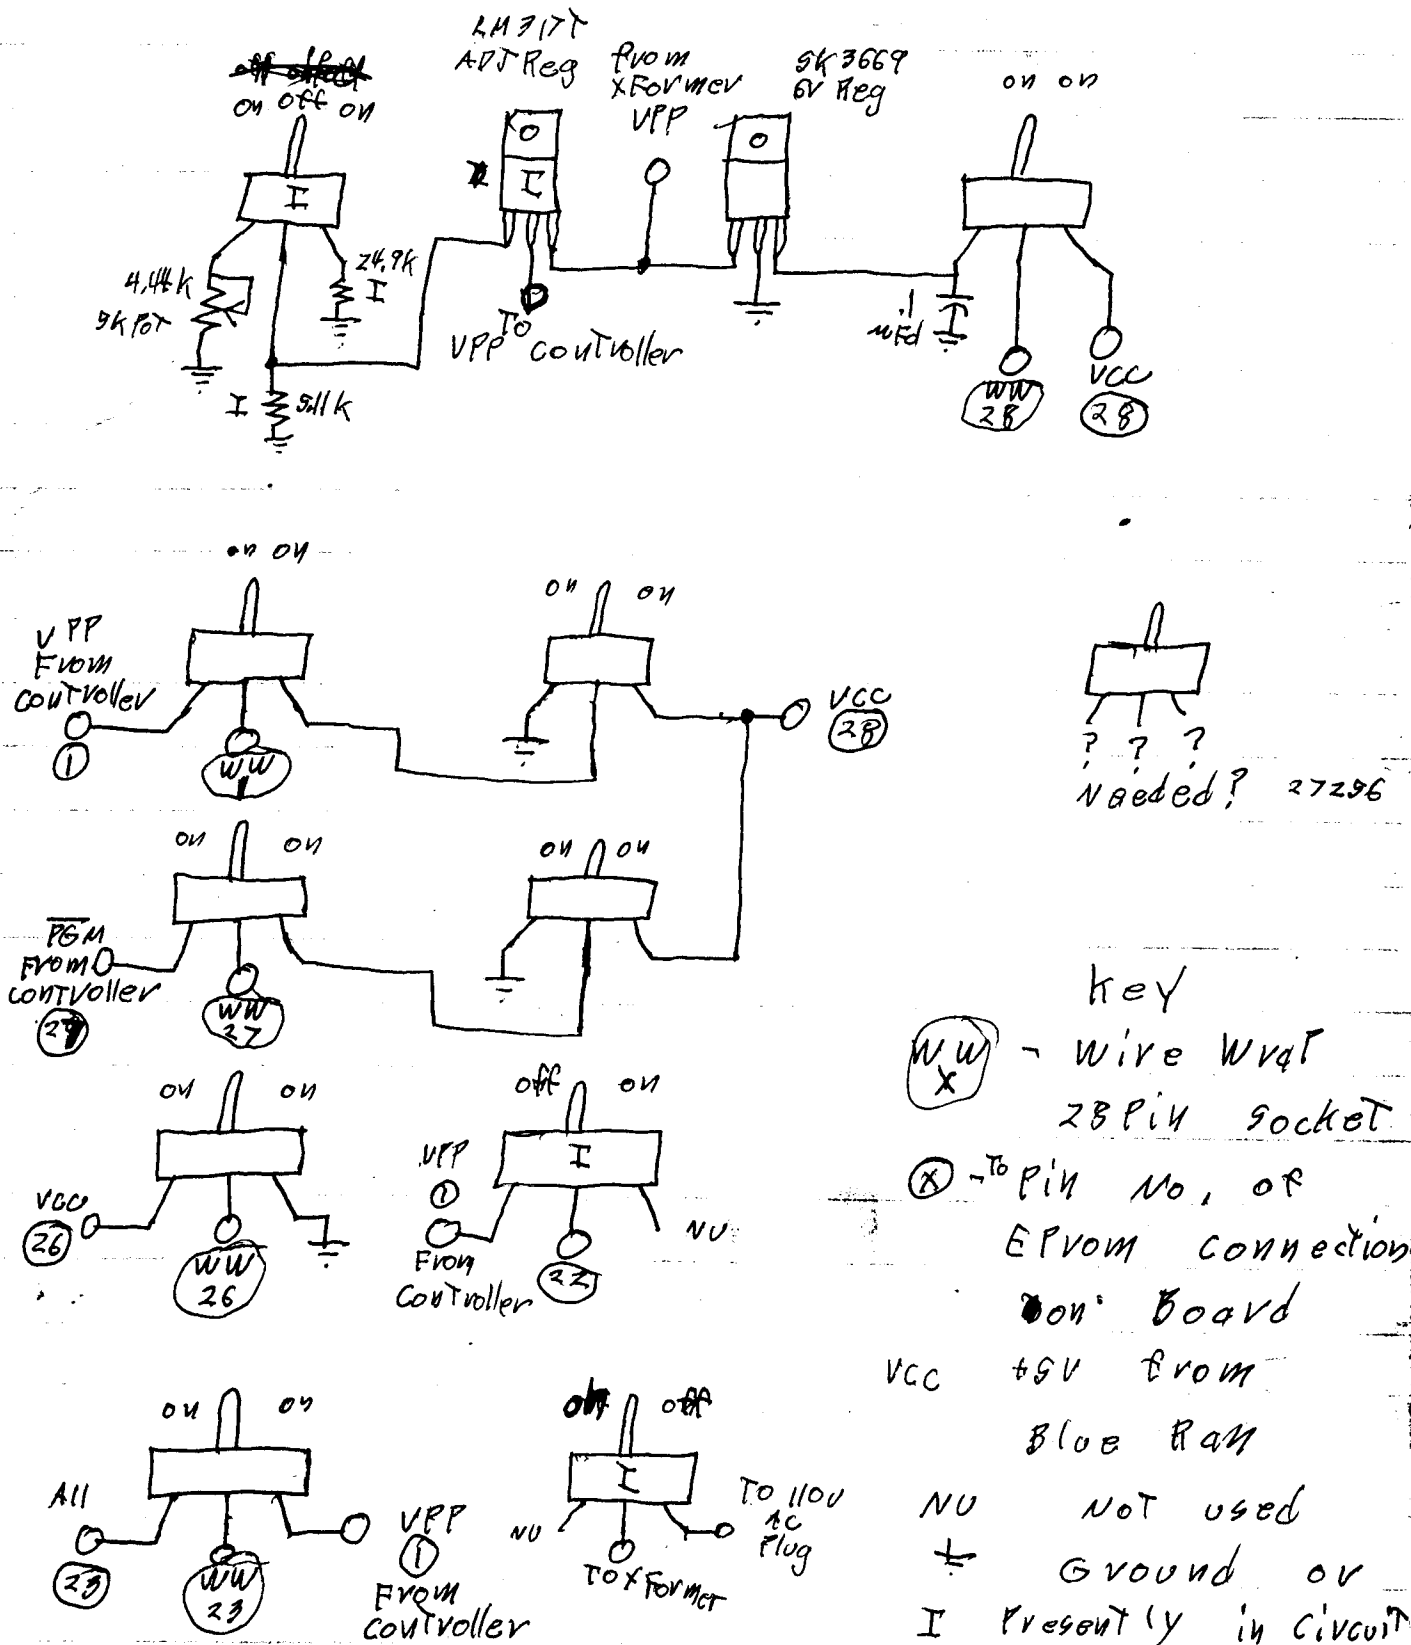 LM317T
ADJ Reg
from
XFormer
VPP
SK3669
6V Reg
on on
on off on
I
I
4.44k
5K Pot
24.9k
I
I
5.11k
To
VPP Controller
.1
mFd
WW
28
VCC
28
on on
VPP
From
controller
1
WW
1
on on
VCC
28
? ? ?
Needed? 27256
on on
PGM
From
controller
27
WW
27
on on
on on
VCC
26
WW
26
off on
I
VPP
1
From
Controller
22
NU
on on
All
23
WW
23
VPP
1
From
controller
off
I
NU
To XFormer
To 110V
AC
Plug
Key
WW
X
- Wire Wrap
28 Pin Socket
X - To Pin No. of
EProm connection
on Board
VCC +5V from
Blue Ram
NU Not used
Ground or
I Presently in circuit